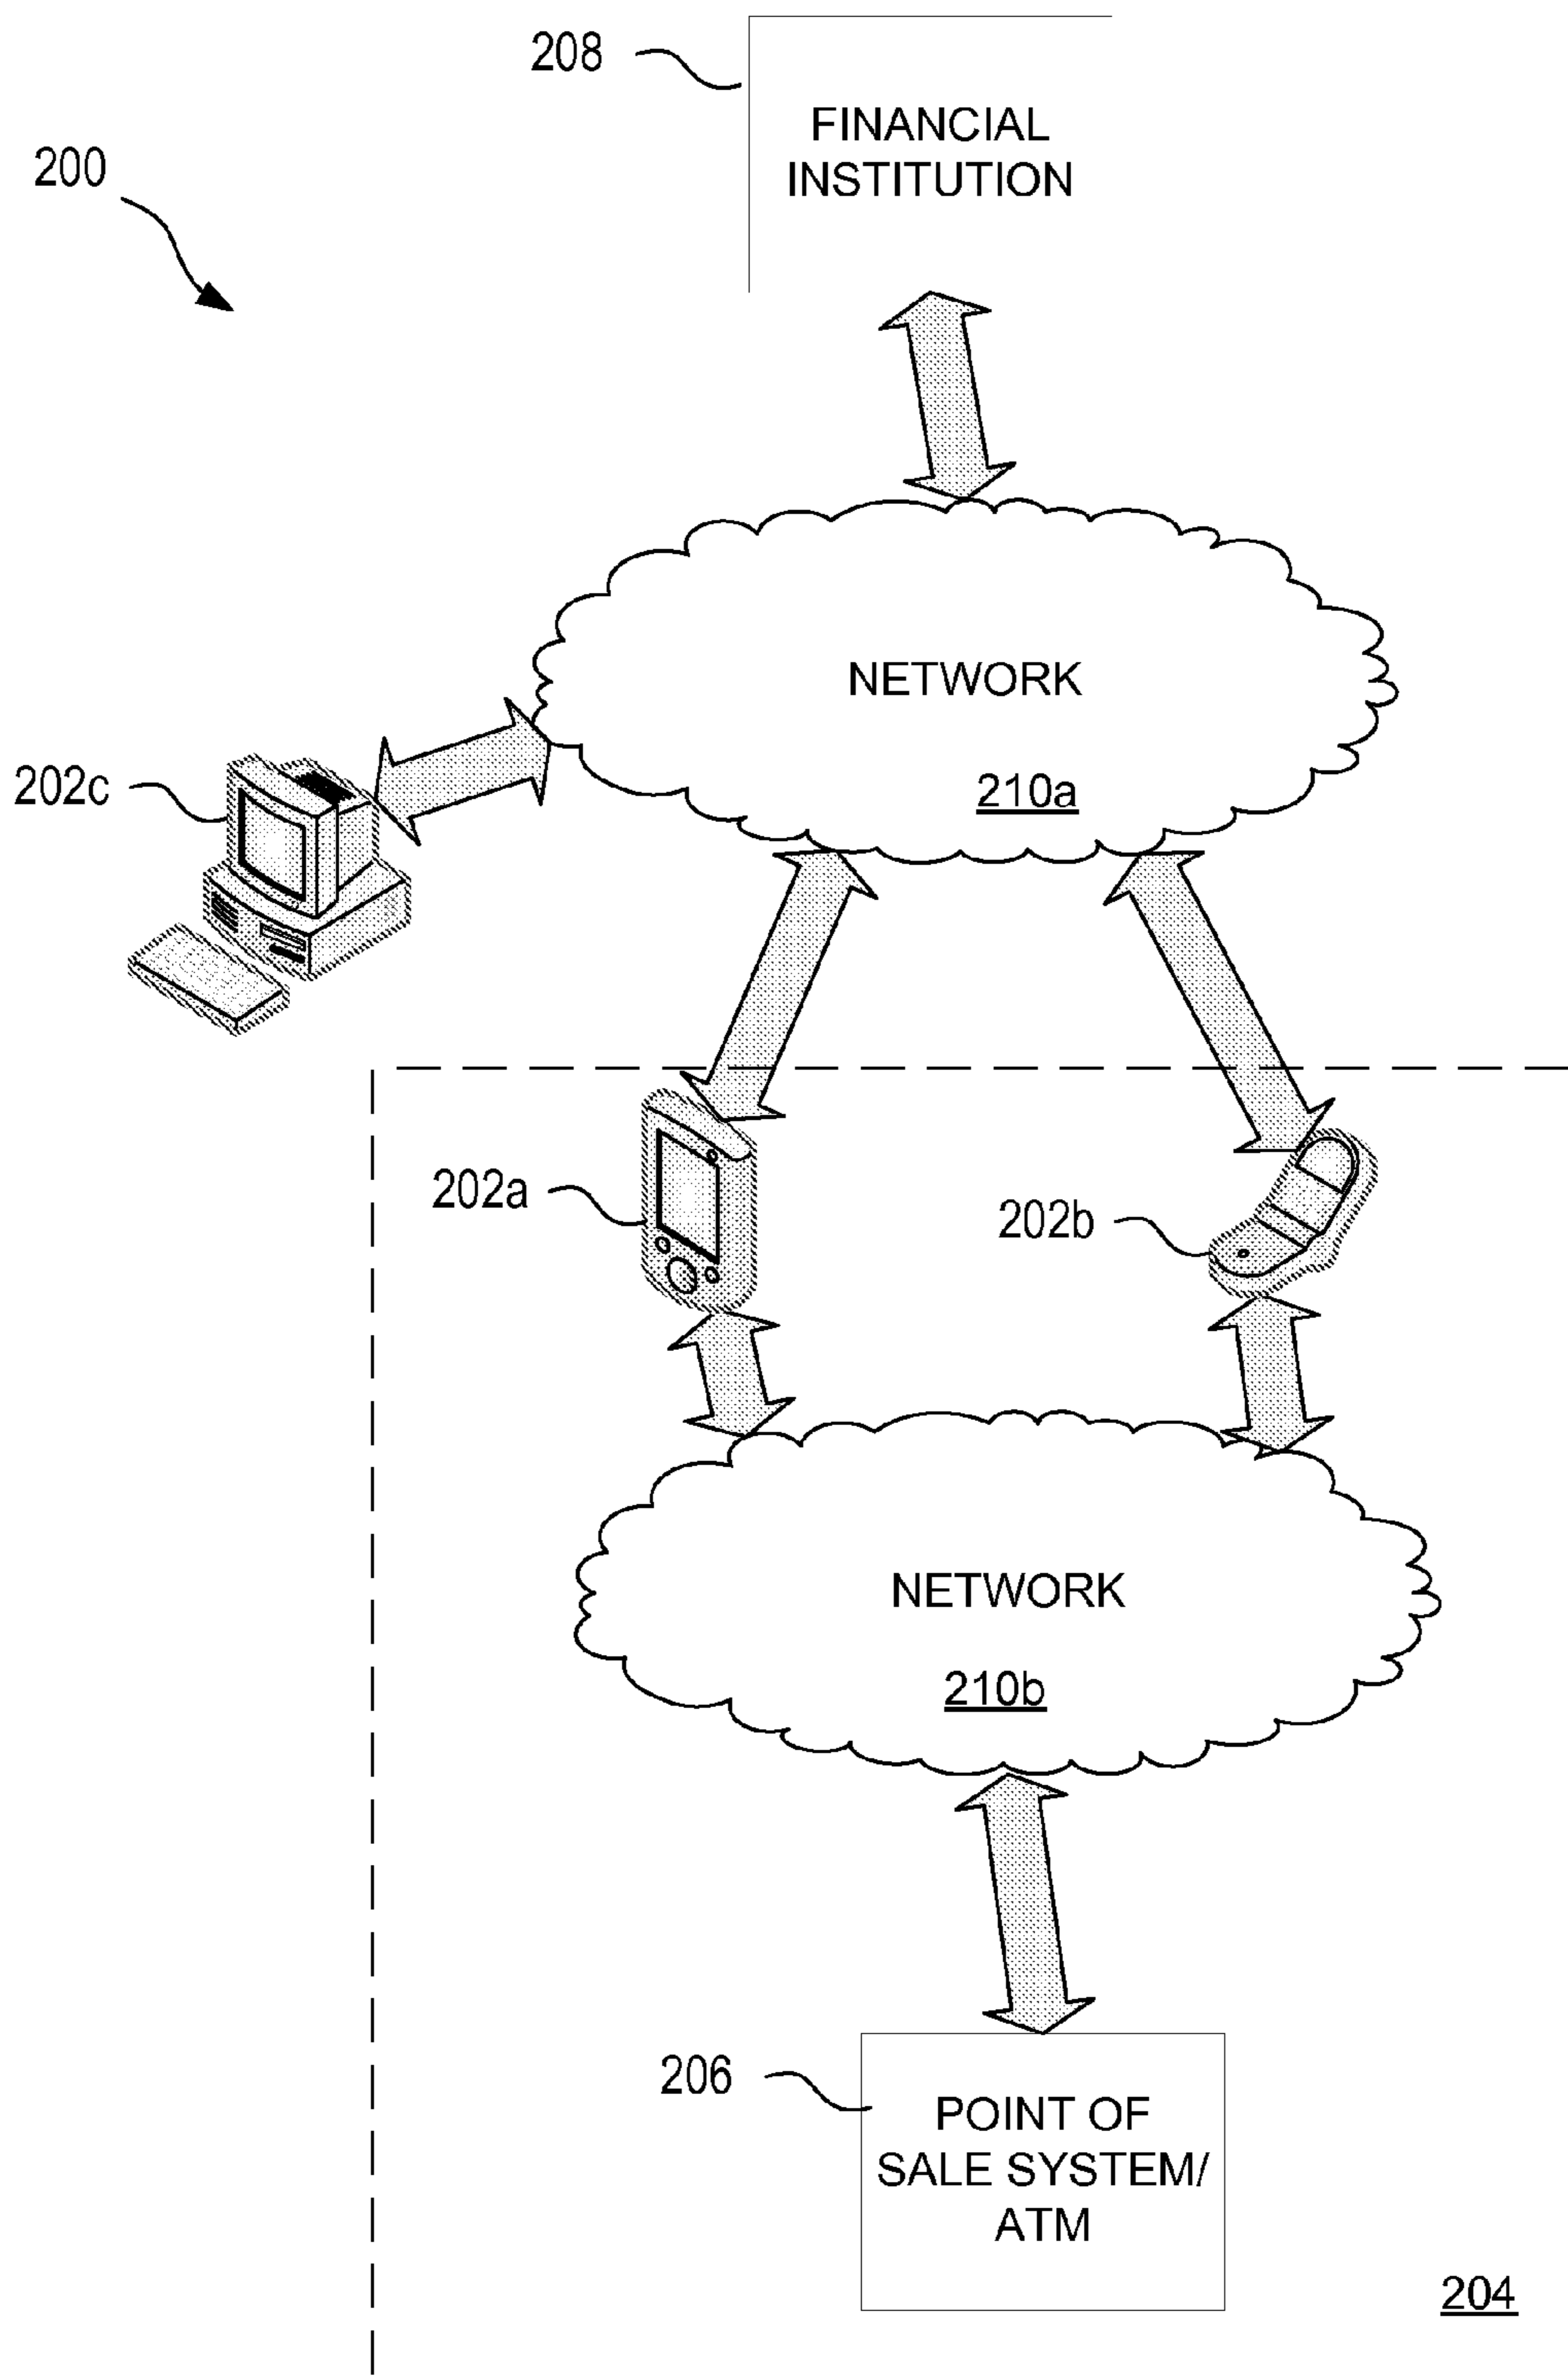 208
FINANCIAL
INSTITUTION
200
NETWORK
202c
210a
202a
202b
NETWORK
210b
206
POINT OF
SALE SYSTEM/
ATM
204